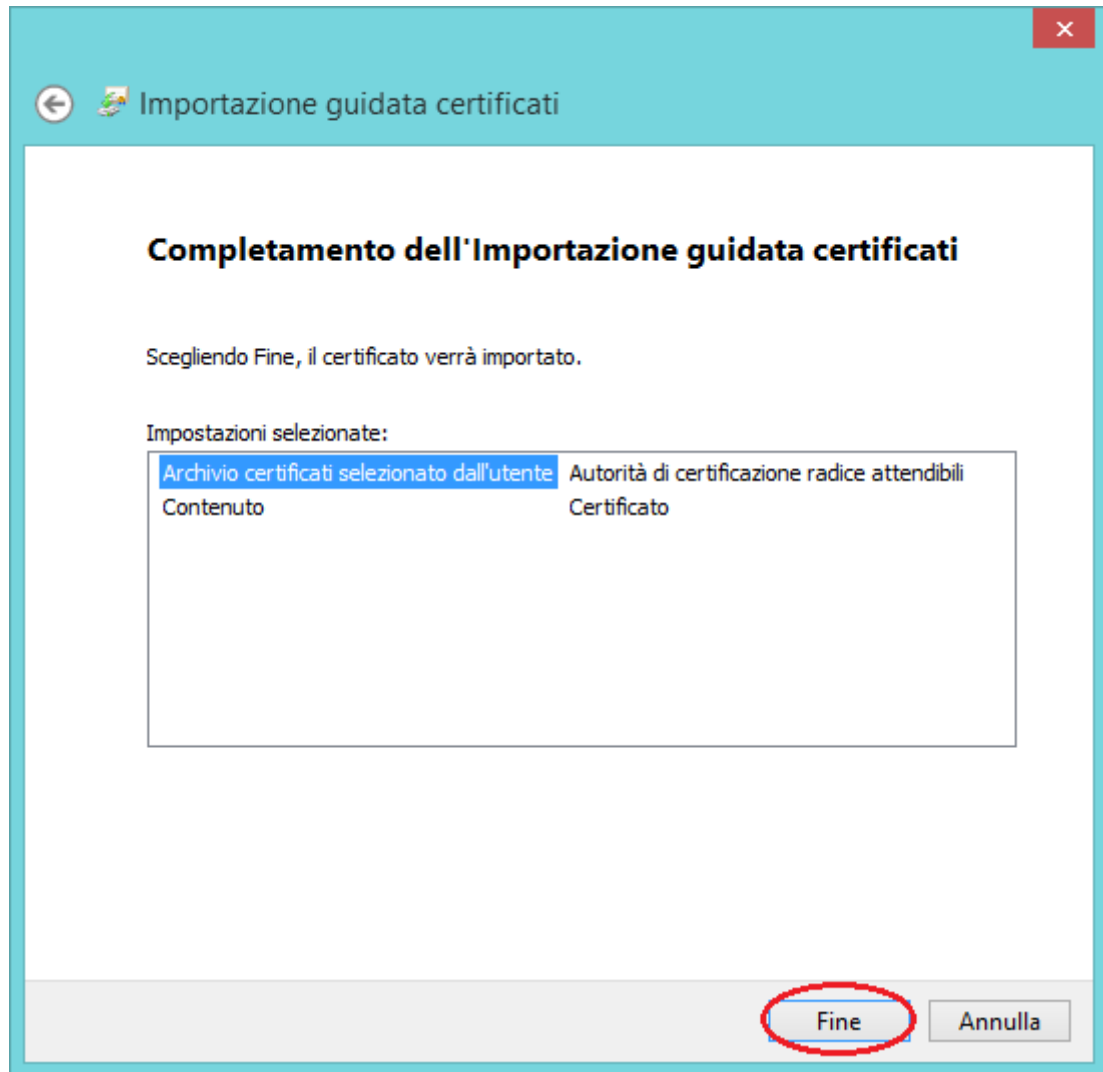 Importazione guidata certificati
Completamento dell'Importazione guidata certificati
Scegliendo Fine, il certificato verrà importato.
Impostazioni selezionate:
Archivio certificati selezionato dall'utente Autorità di certificazione radice attendibili
Contenuto Certificato
Fine Annulla